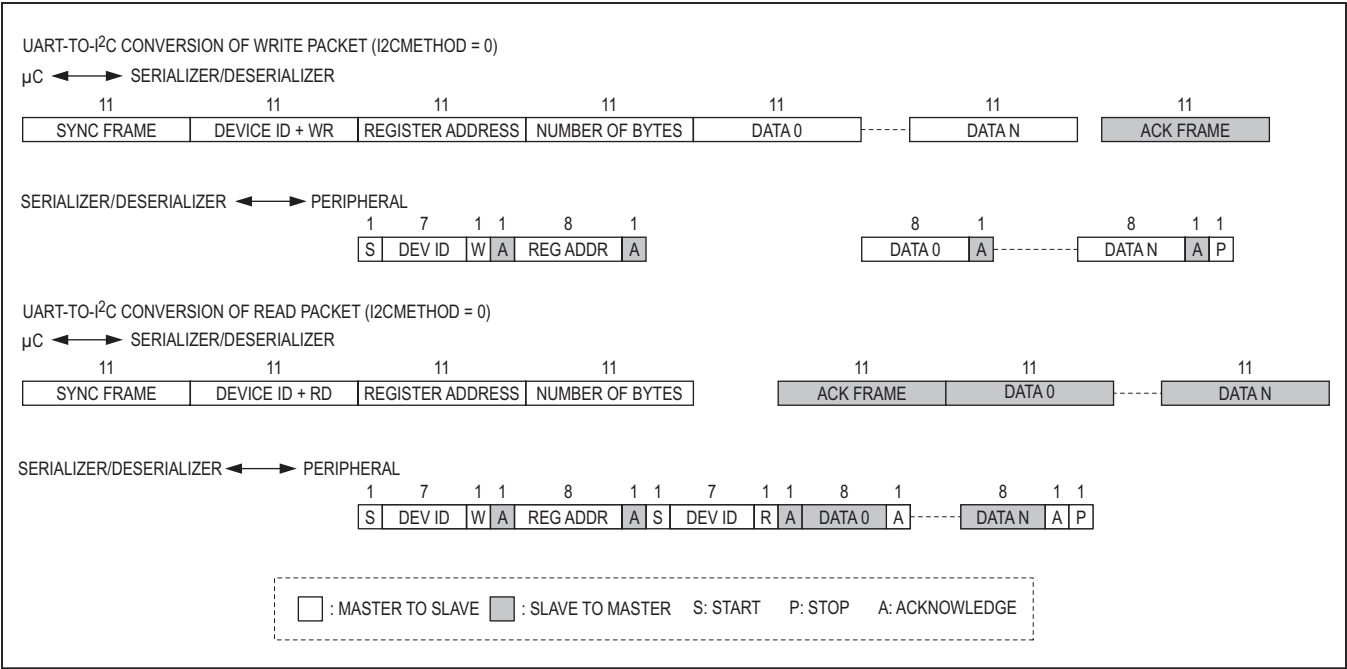 UART-TO-I2C CONVERSION OF WRITE PACKET (I2CMETHOD = 0)
µC SERIALIZER/DESERIALIZER
11 11 11 11 11 11 11
SYNC FRAME DEVICE ID + WR REGISTER ADDRESS NUMBER OF BYTES DATA 0 DATA N ACK FRAME
SERIALIZER/DESERIALIZER PERIPHERAL
1 7 1 1 8 1 8 1 8 1 1
S DEV ID W A REG ADDR A DATA 0 A DATA N A P
UART-TO-I2C CONVERSION OF READ PACKET (I2CMETHOD = 0)
µC SERIALIZER/DESERIALIZER
11 11 11 11 11 11 11
SYNC FRAME DEVICE ID + RD REGISTER ADDRESS NUMBER OF BYTES ACK FRAME DATA 0 DATA N
SERIALIZER/DESERIALIZER PERIPHERAL
1 7 1 1 8 1 1 7 1 1 8 1 8 1 1
S DEV ID W A REG ADDR A S DEV ID R A DATA 0 A DATA N A P
: MASTER TO SLAVE : SLAVE TO MASTER S: START P: STOP A: ACKNOWLEDGE